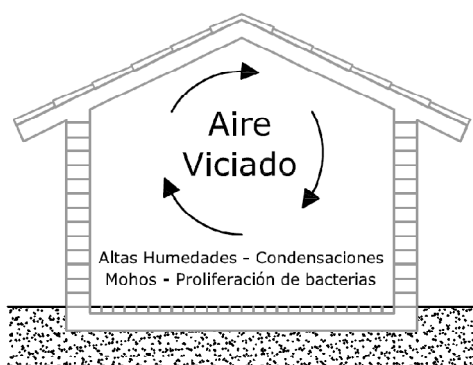 Aire
Viciado
Altas Humedades - Condensaciones
Mohos - Proliferación de bacterias